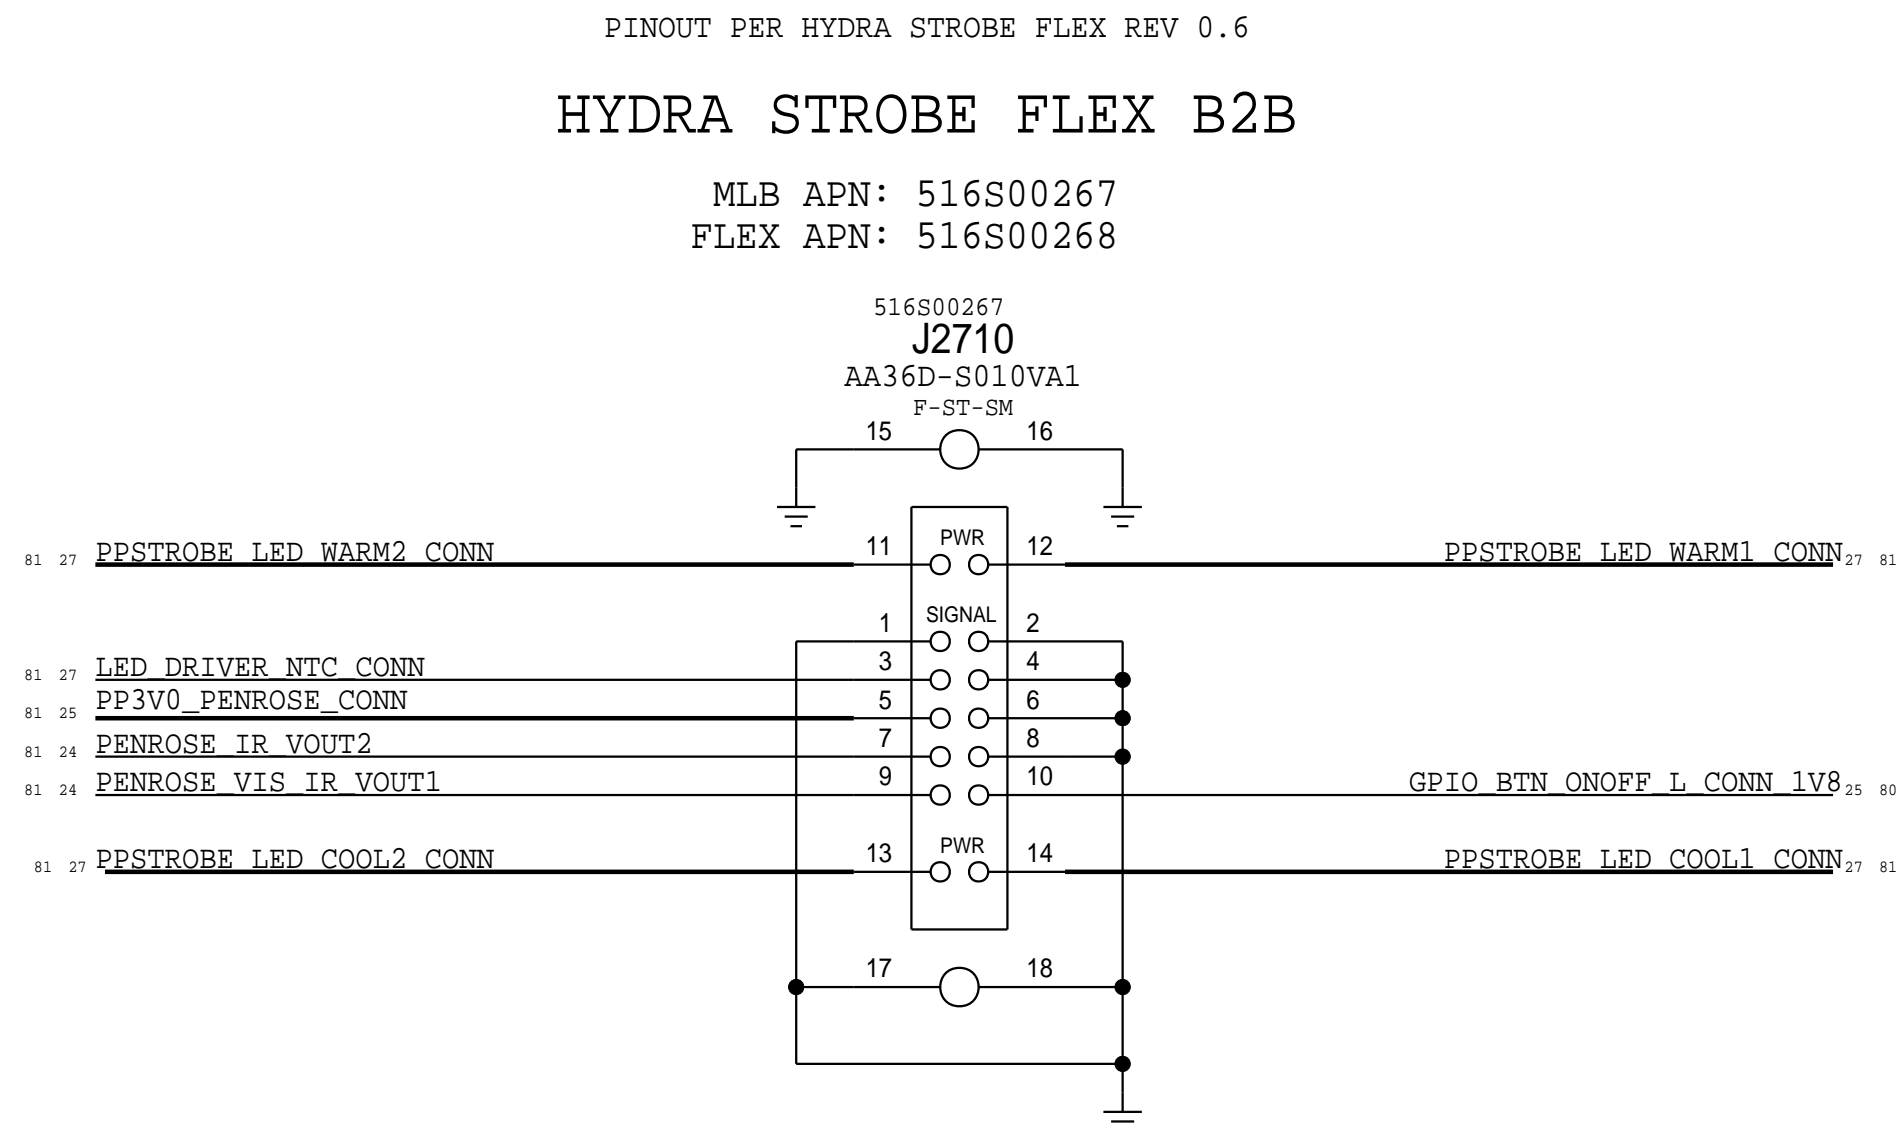 PINOUT PER HYDRA STROBE FLEX REV 0.6
HYDRA STROBE FLEX B2B
MLB APN: 516S00267
FLEX APN: 516S00268
516S00267
J2710
AA36D-S010VA1
F-ST-SM
15 16
81 27 PPSTROBE_LED_WARM2_CONN 11 PWR 12 PPSTROBE_LED_WARM1_CONN 27 81
1 SIGNAL 2
81 27 LED_DRIVER_NTC_CONN 3 4
81 25 PP3V0_PENROSE_CONN 5 6
81 24 PENROSE_IR_VOUT2 7 8
81 24 PENROSE_VIS_IR_VOUT1 9 10 GPIO_BTN_ONOFF_L_CONN_1V8 25 80
81 27 PPSTROBE_LED_COOL2_CONN 13 PWR 14 PPSTROBE_LED_COOL1_CONN 27 81
17 18